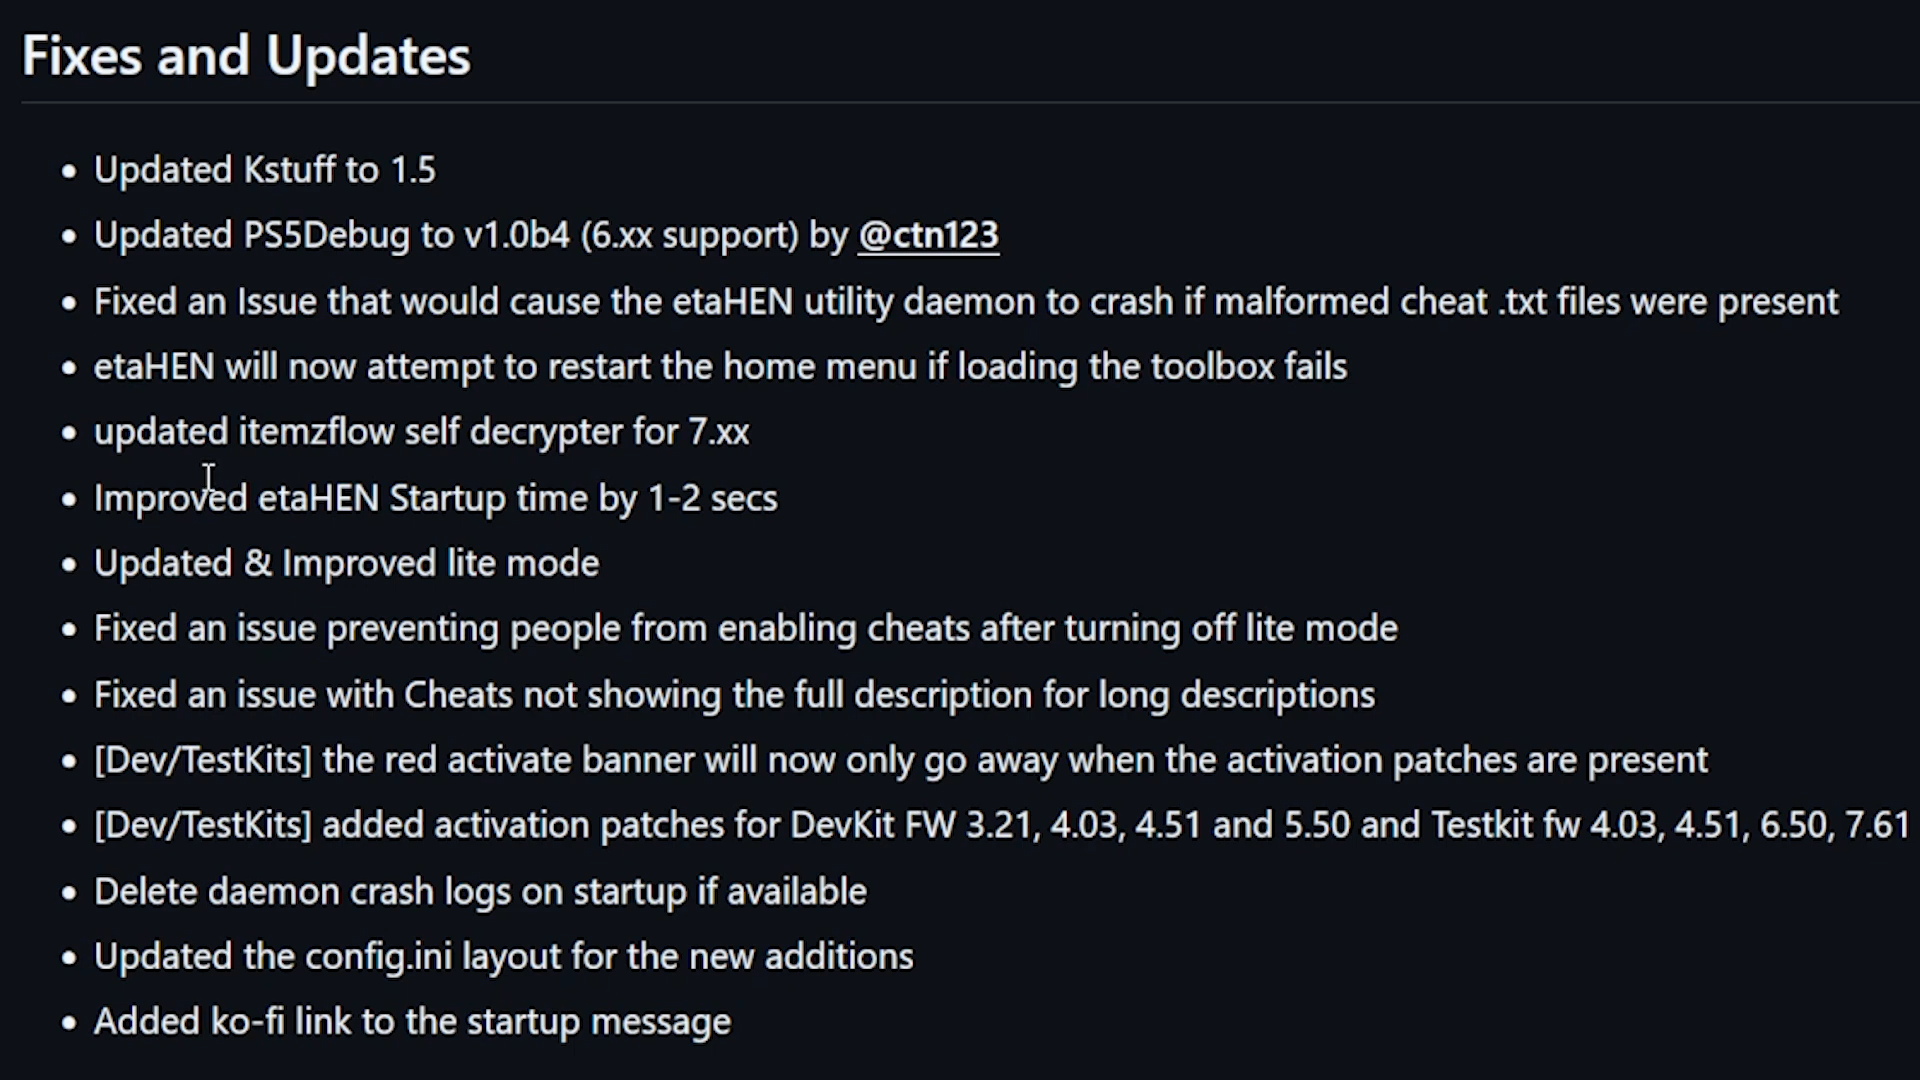 Fixes and Updates
• Updated Kstuff to 1.5
• Updated PS5Debug to v1.0b4 (6.xx support) by @ctn123
• Fixed an Issue that would cause the etaHEN utility daemon to crash if malformed cheat .txt files were present
• etaHEN will now attempt to restart the home menu if loading the toolbox fails
• updated itemzflow self decrypter for 7.xx
• Improved etaHEN Startup time by 1-2 secs
• Updated & Improved lite mode
• Fixed an issue preventing people from enabling cheats after turning off lite mode
• Fixed an issue with Cheats not showing the full description for long descriptions
• [Dev/TestKits] the red activate banner will now only go away when the activation patches are present
• [Dev/TestKits] added activation patches for DevKit FW 3.21, 4.03, 4.51 and 5.50 and Testkit fw 4.03, 4.51, 6.50, 7.61
• Delete daemon crash logs on startup if available
• Updated the config.ini layout for the new additions
• Added ko-fi link to the startup message